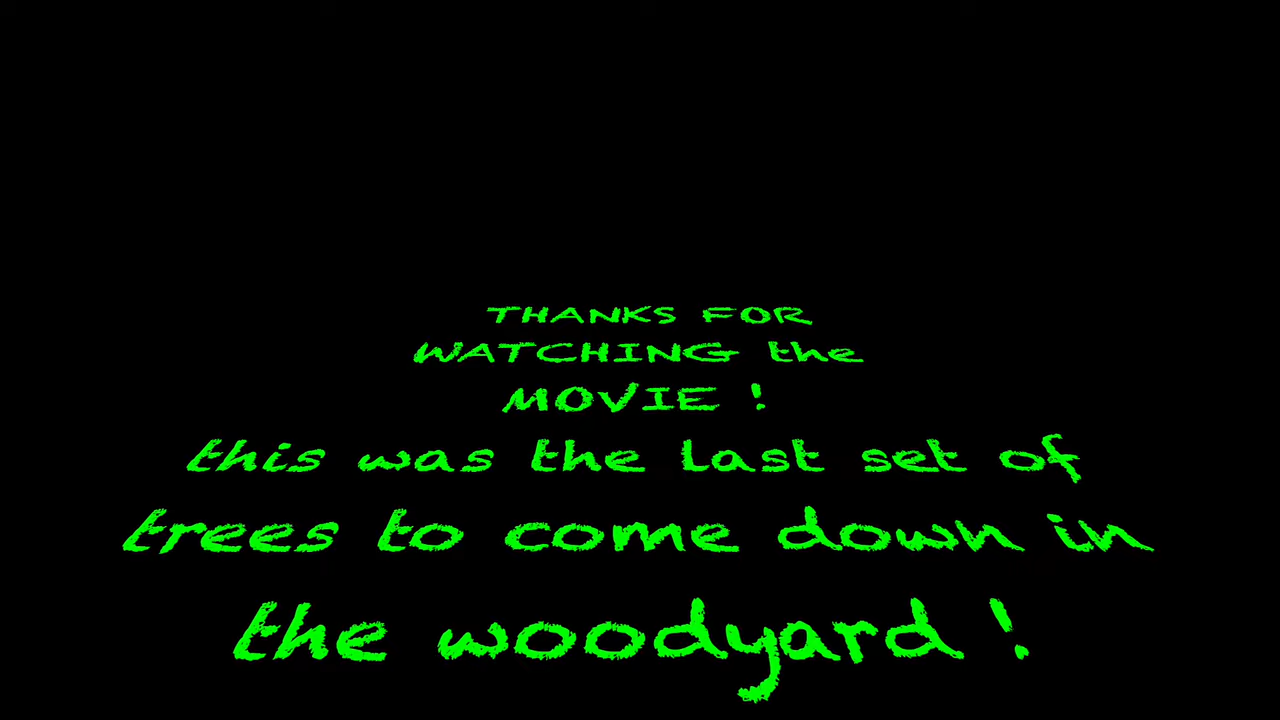 THANKS FOR
WATCHING the
MOVIE !
this was the last set of
trees to come down in
the woodyard !